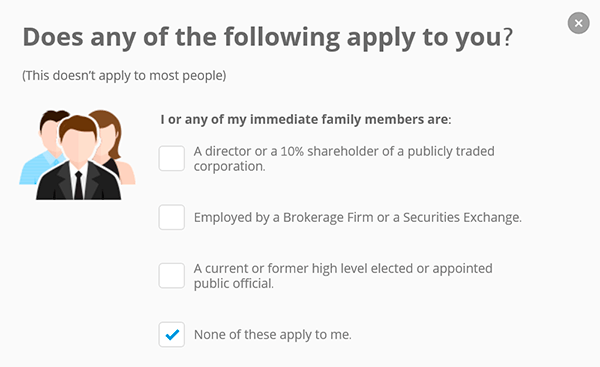 Does any of the following apply to you?
(This doesn't apply to most people)
I or any of my immediate family members are:
A director or a 10% shareholder of a publicly traded
corporation.
Employed by a Brokerage Firm or a Securities Exchange.
A current or former high level elected or appointed
public official.
None of these apply to me.